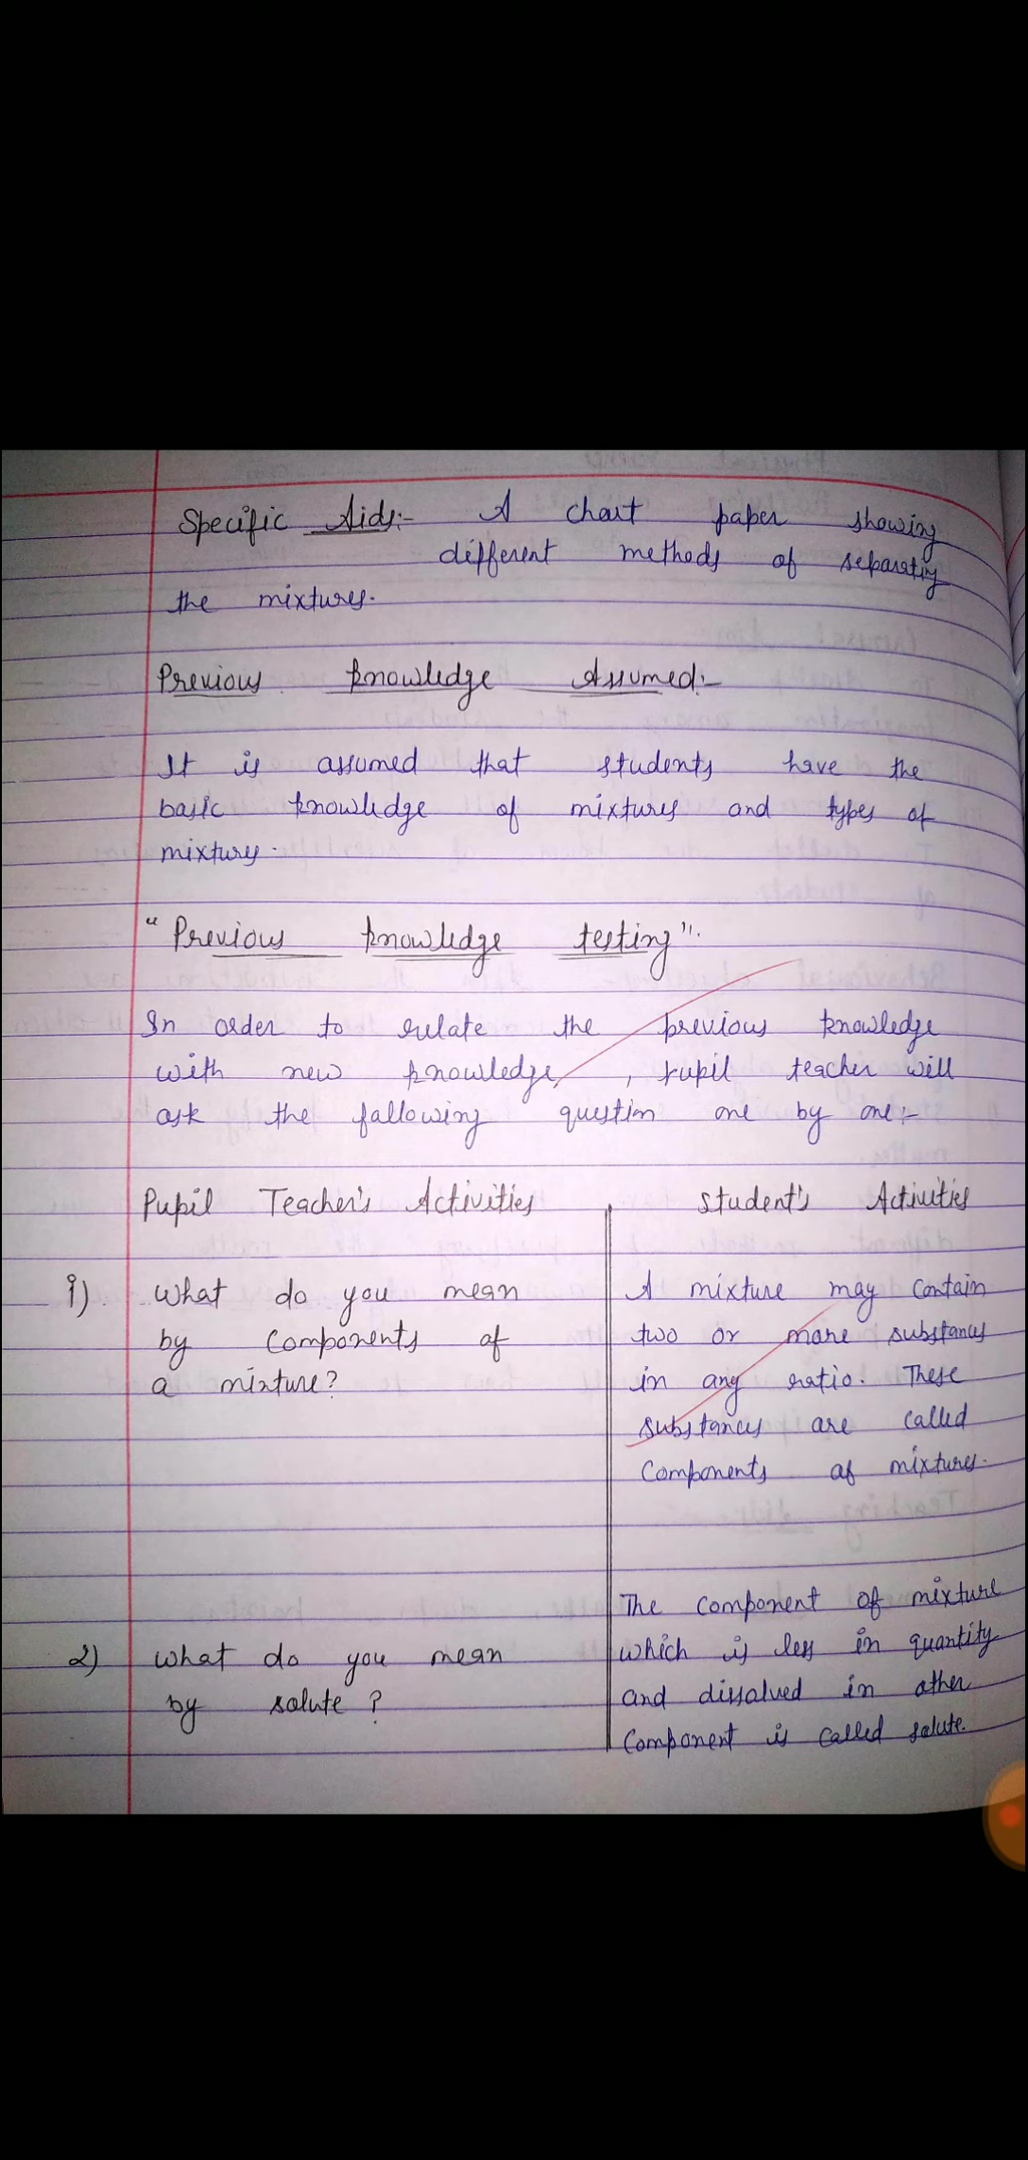 Specific Aids:- A chart paper showing
different methods of separating
the mixtures.
Previous knowledge Assumed:-
It is assumed that students have the
basic knowledge of mixtures and types of
mixtures.
"Previous knowledge testing".
In order to relate the previous knowledge
with new knowledge, pupil teacher will
ask the following question one by one:-
Pupil Teacher's Activities
Student's Activities
1) What do you mean
by components of
a mixture?
A mixture may contain
two or more substances
in any ratio. These
substances are called
components of mixtures.
2) What do you mean
by solute?
The component of mixture
which is less in quantity
and dissolved in other
component is called solute.